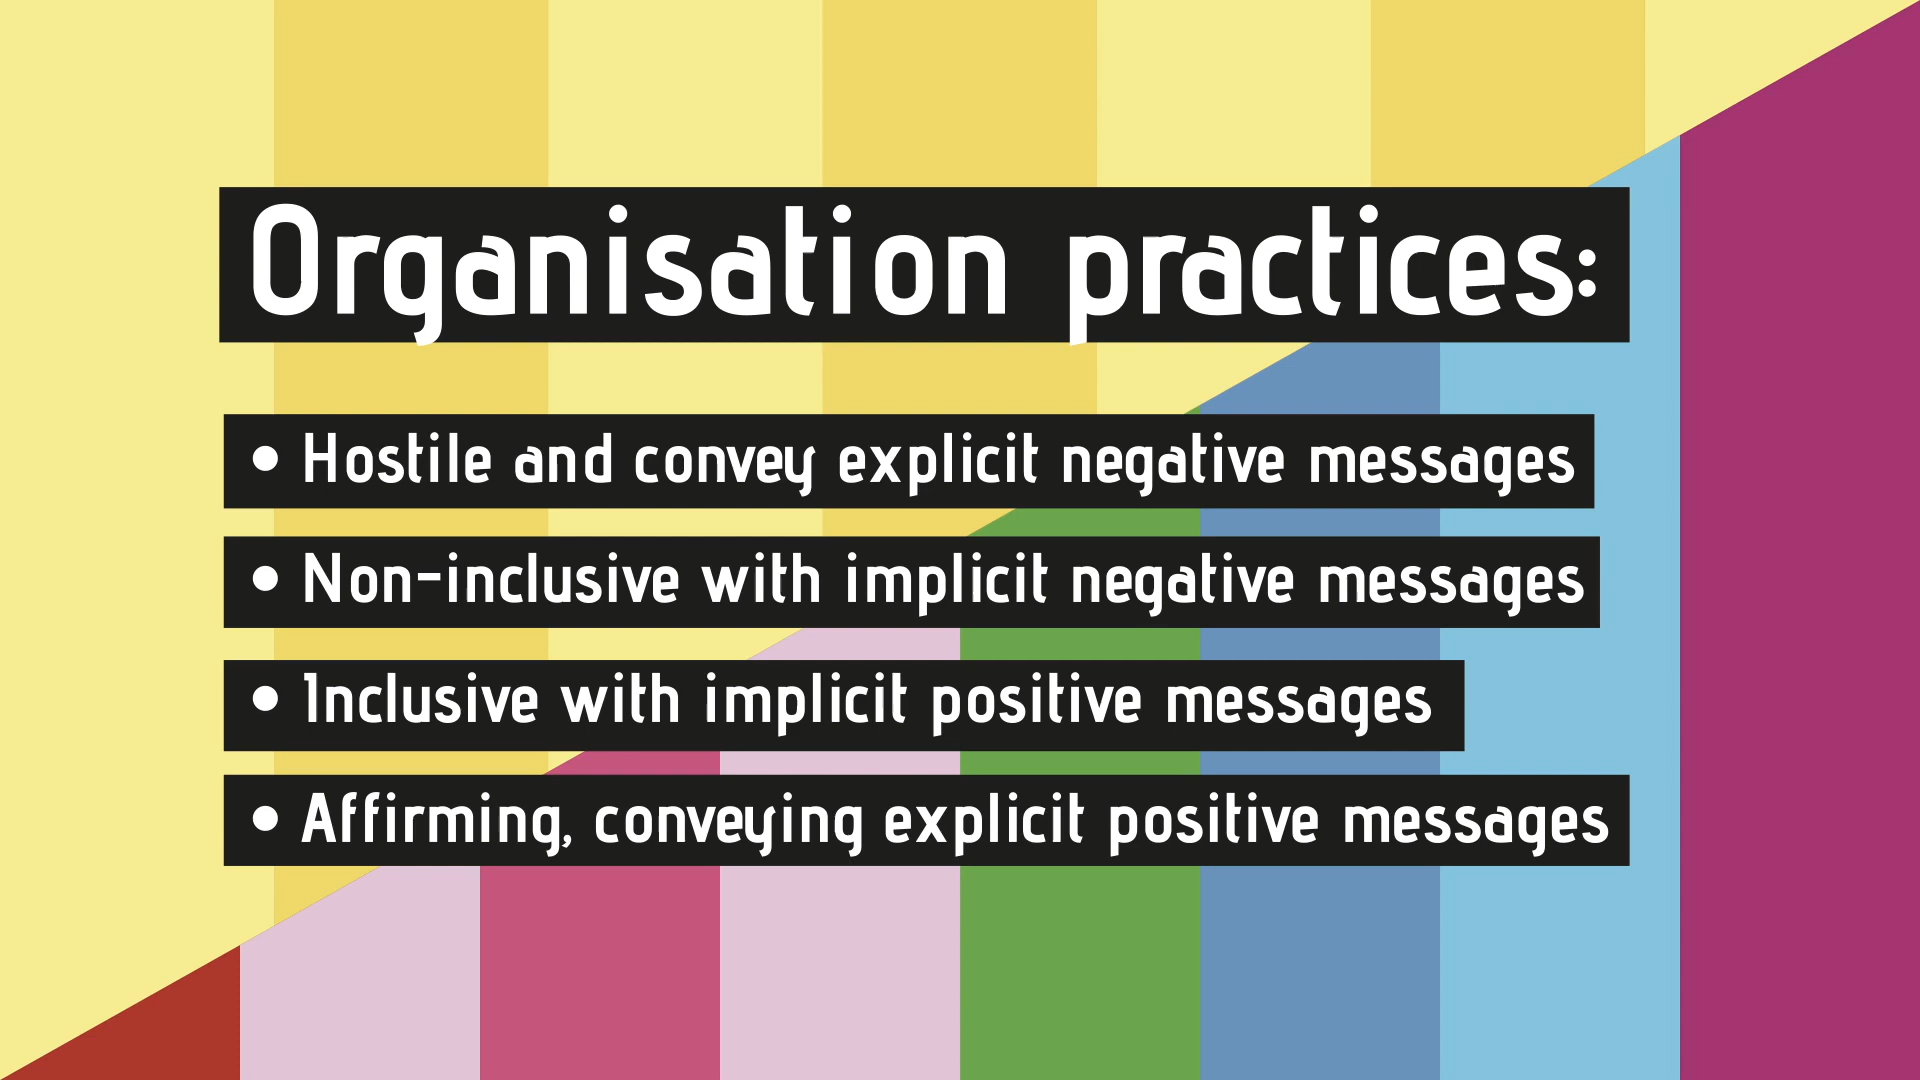 Organisation practices:
• Hostile and convey explicit negative messages
• Non-inclusive with implicit negative messages
• Inclusive with implicit positive messages
• Affirming, conveying explicit positive messages